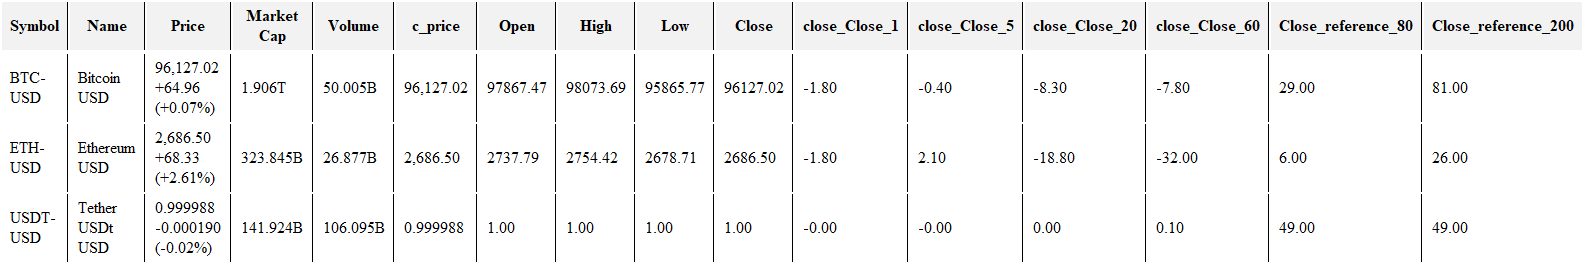 Symbol Name Price Market Cap Volume c_price Open High Low Close close_Close_1 close_Close_5 close_Close_20 close_Close_60 Close_reference_80 Close_reference_200
BTC-USD Bitcoin USD 96,127.02 +64.96 (+0.07%) 1.906T 50.005B 96,127.02 97867.47 98073.69 95865.77 96127.02 -1.80 -0.40 -8.30 -7.80 29.00 81.00
ETH-USD Ethereum USD 2,686.50 +68.33 (+2.61%) 323.845B 26.877B 2,686.50 2737.79 2754.42 2678.71 2686.50 -1.80 2.10 -18.80 -32.00 6.00 26.00
USDT-USD Tether USDt USD 0.999988 -0.000190 (-0.02%) 141.924B 106.095B 0.999988 1.00 1.00 1.00 1.00 -0.00 -0.00 0.00 0.10 49.00 49.00